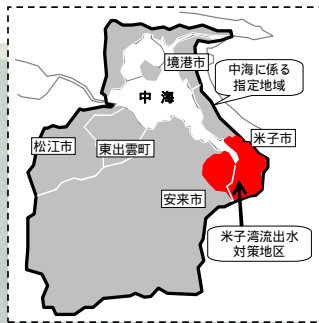 境港市
中海に係る
指定地域
中 海
米子市
松江市
東出雲町
安来市
米子湾流出水
対策地区